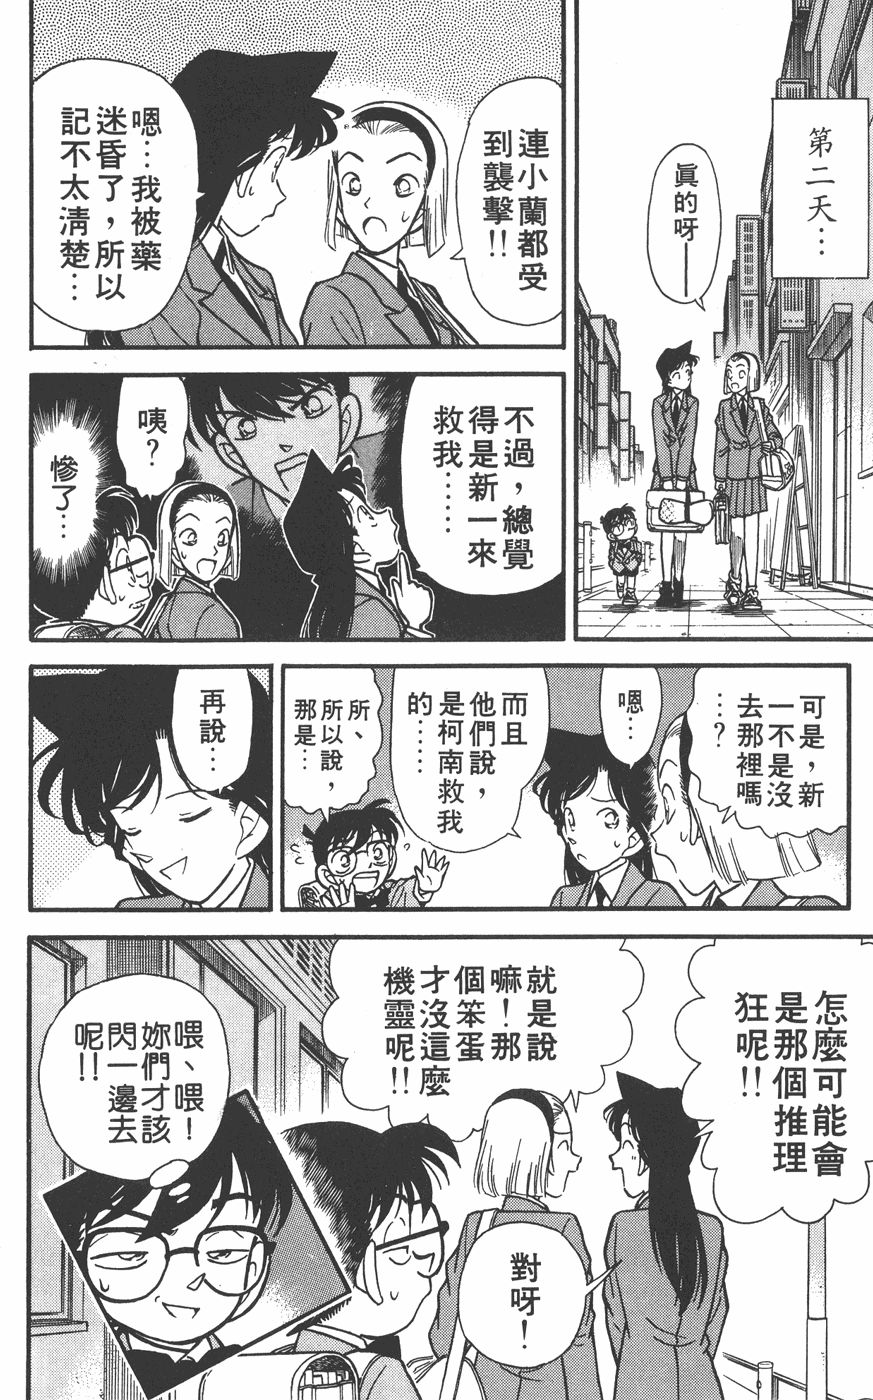 第二天…
真的呀——
連小蘭都受
到襲擊!!
嗯…我被藥
迷昏了，所以
記不太清楚…
不過，總覺
得是新一來
救我……
咦？
慘了…
可是，新
一不是沒
去那裡嗎
…?
嗯…
而且
他們說，
是柯南救我
的……
所、
所以說，
那是…
再說…
怎麼可能會
是那個推理
狂呢!!
就是說
嘛！那
個笨蛋
才沒這麼
機靈呢!!
對呀！
喂、喂！
妳們才該
閃一邊去
呢!!